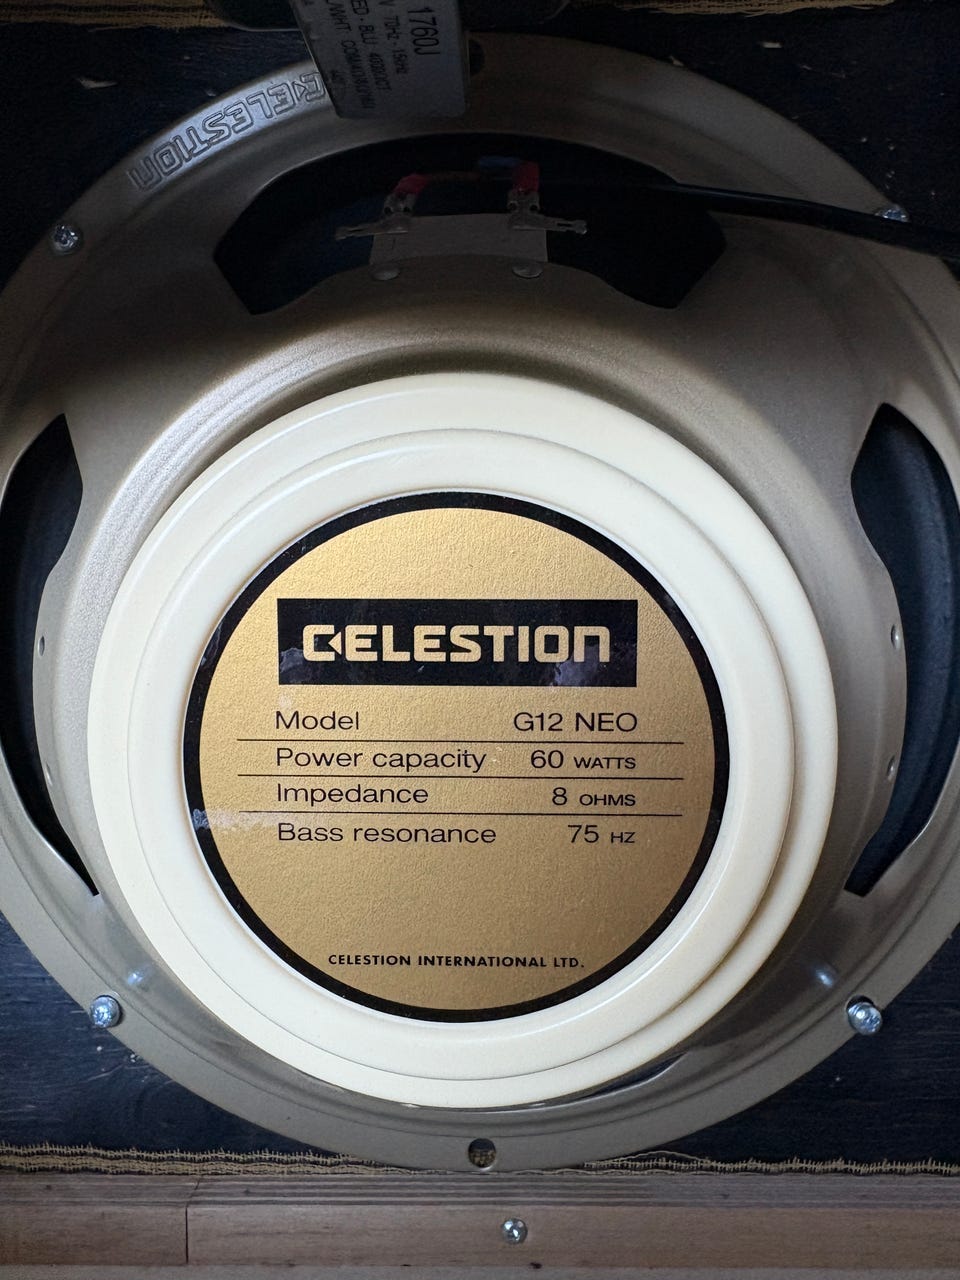 1760J
CELESTION
CELESTION
Model G12 NEO
Power capacity 60 WATTS
Impedance 8 OHMS
Bass resonance 75 HZ
CELESTION INTERNATIONAL LTD.